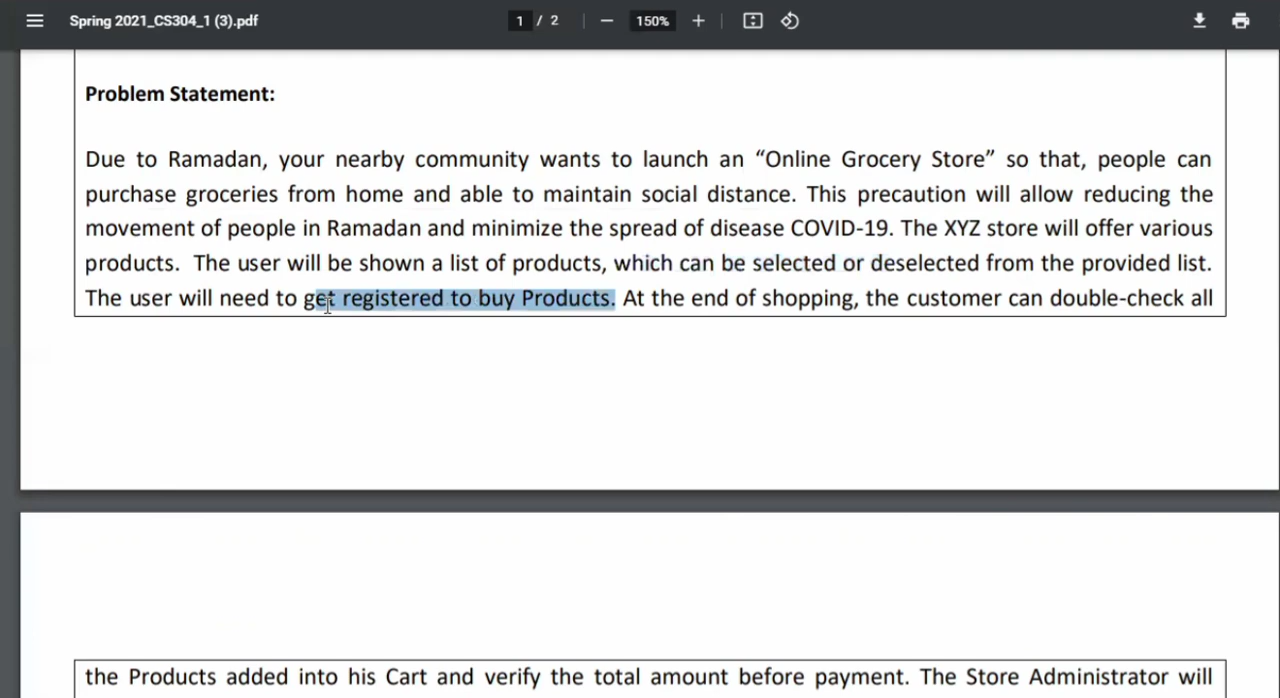 Spring 2021_CS304_1 (3).pdf
1 / 2
150%
Problem Statement:
Due to Ramadan, your nearby community wants to launch an “Online Grocery Store” so that, people can
purchase groceries from home and able to maintain social distance. This precaution will allow reducing the
movement of people in Ramadan and minimize the spread of disease COVID-19. The XYZ store will offer various
products. The user will be shown a list of products, which can be selected or deselected from the provided list.
The user will need to get registered to buy Products. At the end of shopping, the customer can double-check all
the Products added into his Cart and verify the total amount before payment. The Store Administrator will